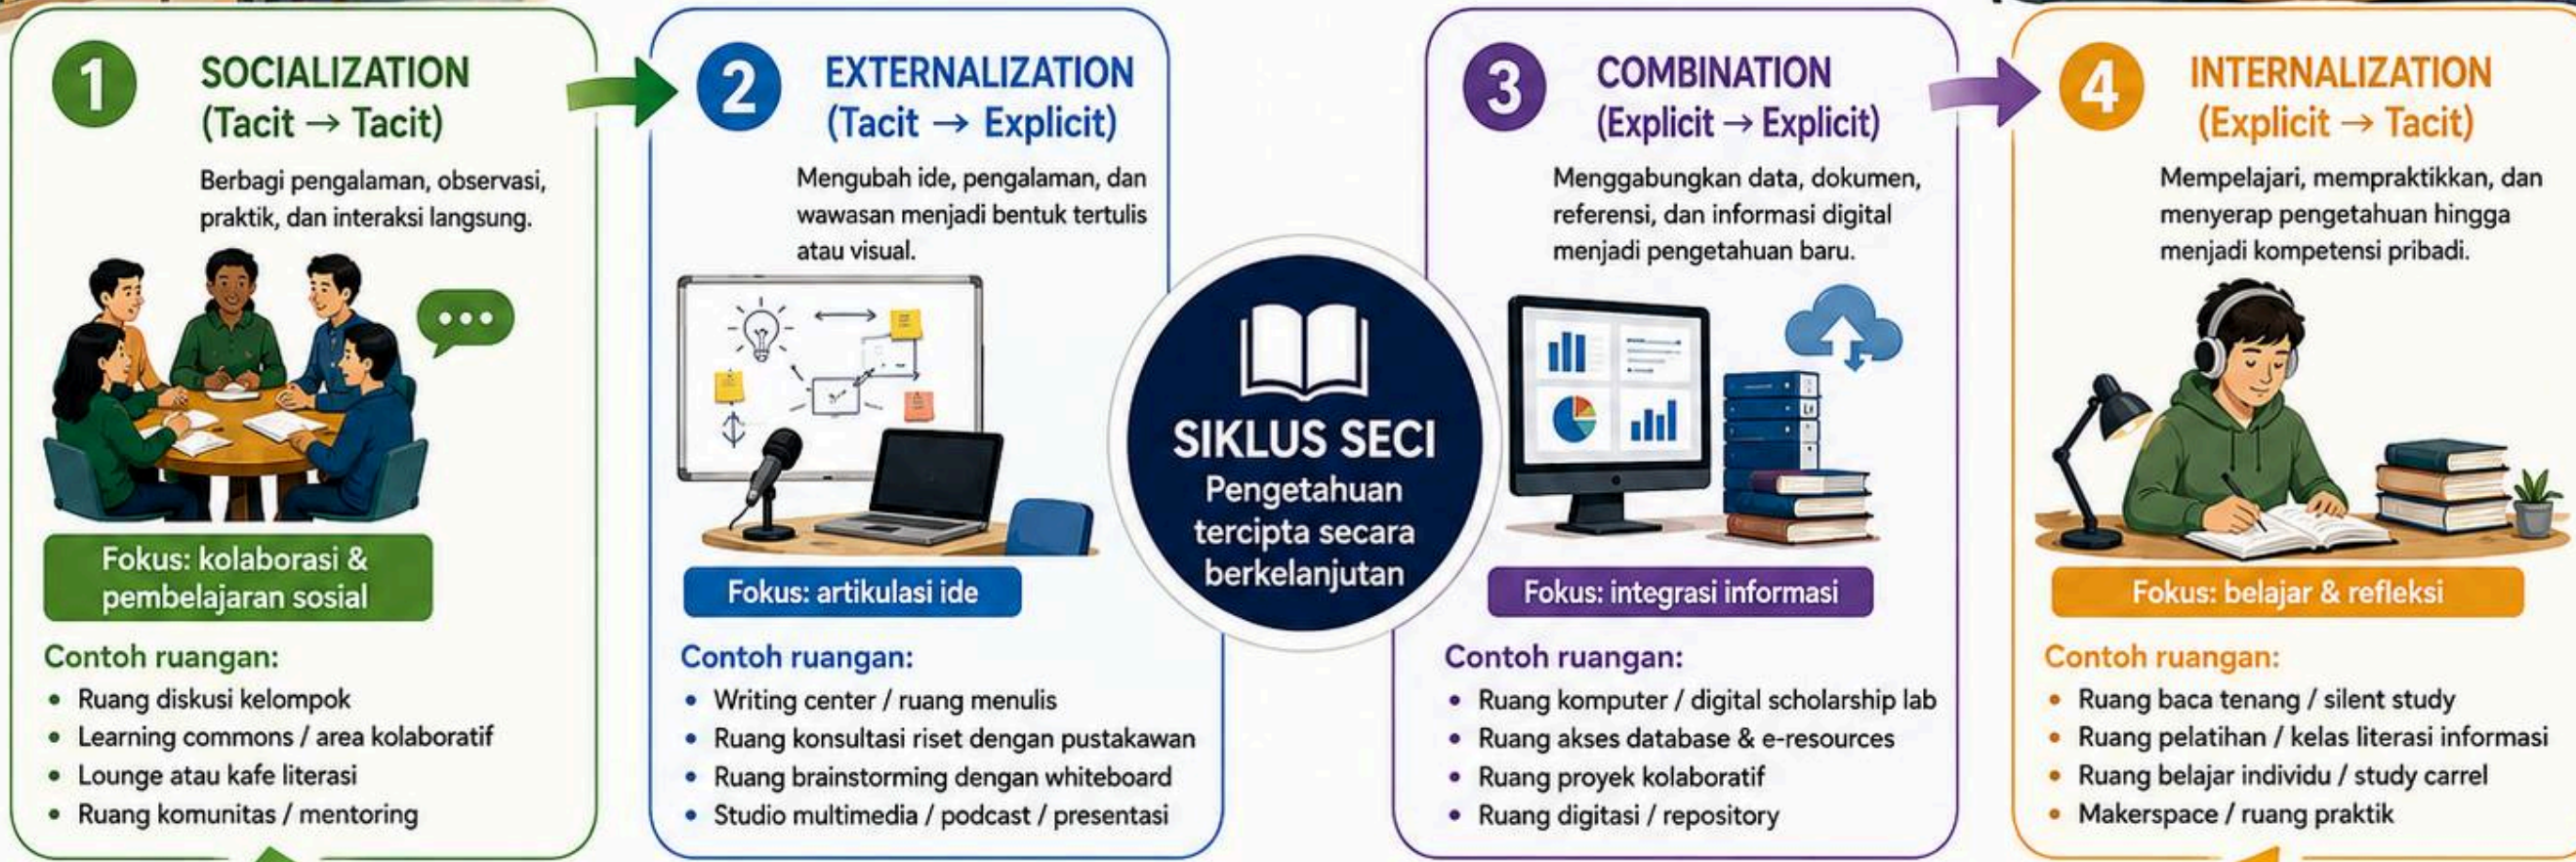 1
SOCIALIZATION
(Tacit → Tacit)
Berbagi pengalaman, observasi,
praktik, dan interaksi langsung.
Fokus: kolaborasi &
pembelajaran sosial
Contoh ruangan:
• Ruang diskusi kelompok
• Learning commons / area kolaboratif
• Lounge atau kafe literasi
• Ruang komunitas / mentoring
2
EXTERNALIZATION
(Tacit → Explicit)
Mengubah ide, pengalaman, dan
wawasan menjadi bentuk tertulis
atau visual.
Fokus: artikulasi ide
Contoh ruangan:
• Writing center / ruang menulis
• Ruang konsultasi riset dengan pustakawan
• Ruang brainstorming dengan whiteboard
• Studio multimedia / podcast / presentasi
SIKLUS SECI
Pengetahuan
tercipta secara
berkelanjutan
3
COMBINATION
(Explicit → Explicit)
Menggabungkan data, dokumen,
referensi, dan informasi digital
menjadi pengetahuan baru.
Fokus: integrasi informasi
Contoh ruangan:
• Ruang komputer / digital scholarship lab
• Ruang akses database & e-resources
• Ruang proyek kolaboratif
• Ruang digitasi / repository
4
INTERNALIZATION
(Explicit → Tacit)
Mempelajari, mempraktikkan, dan
menyerap pengetahuan hingga
menjadi kompetensi pribadi.
Fokus: belajar & refleksi
Contoh ruangan:
• Ruang baca tenang / silent study
• Ruang pelatihan / kelas literasi informasi
• Ruang belajar individu / study carrel
• Makerspace / ruang praktik